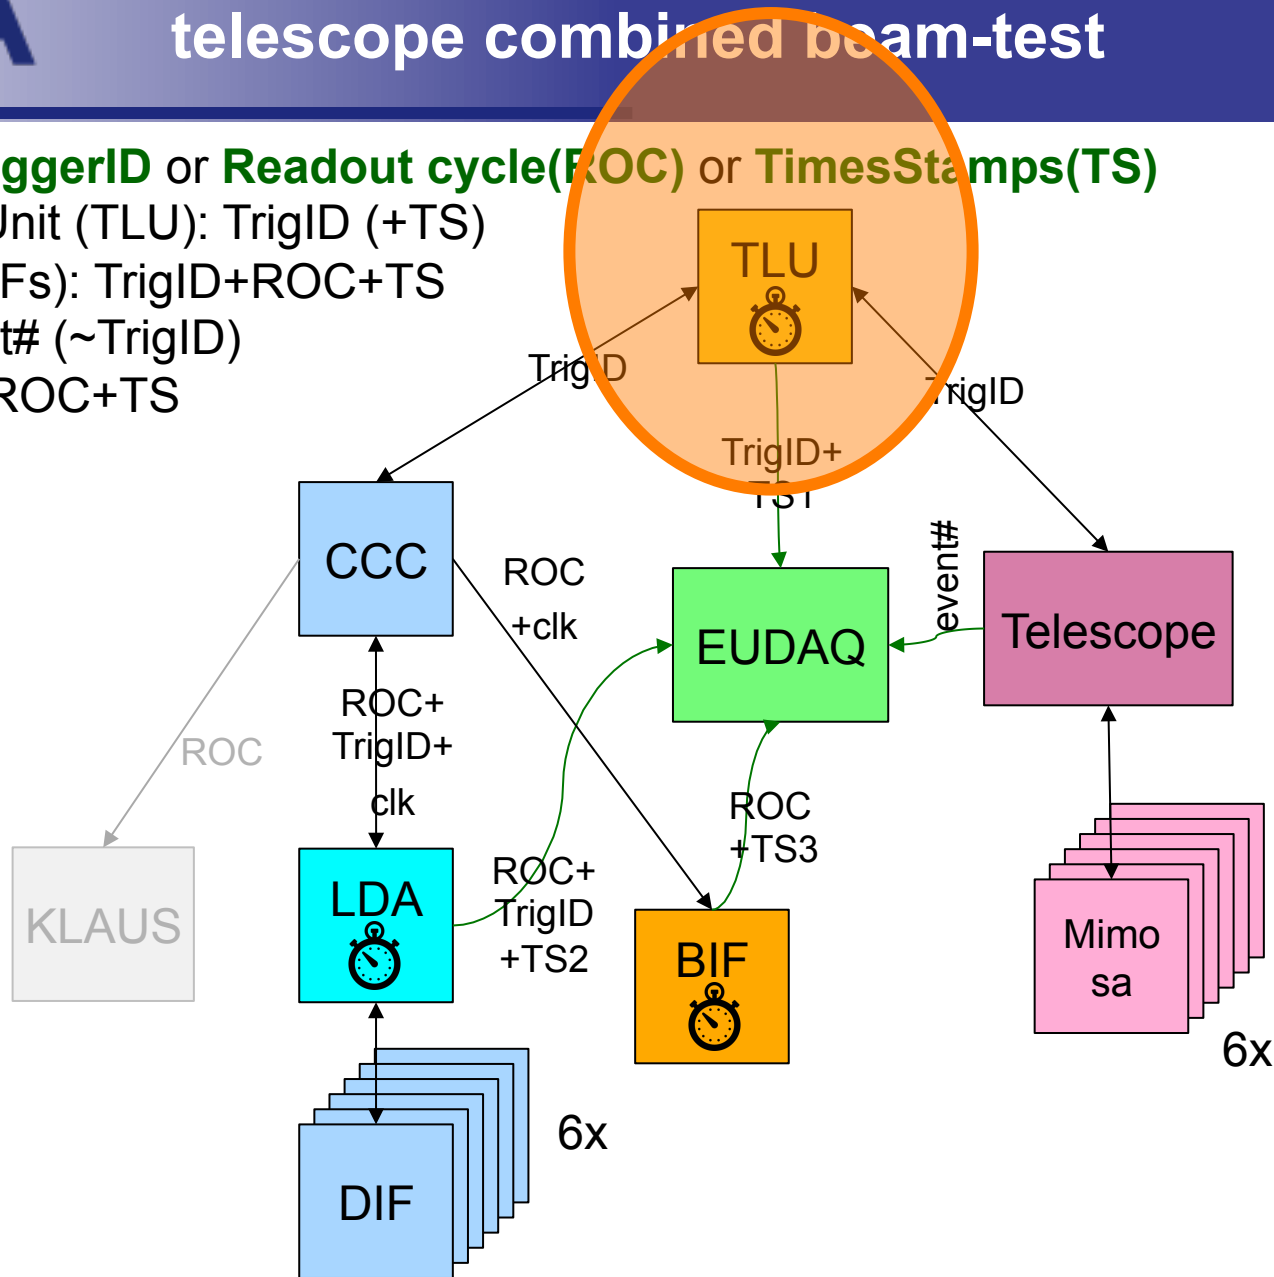 telescope combined beam-test
ggerID or Readout cycle(ROC) or TimesStamps(TS)
Unit (TLU): TrigID (+TS)
Fs): TrigID+ROC+TS
t# (~TrigID)
ROC+TS
TLU
TrigID
TrigID
TrigID+
TS1
CCC
ROC
+clk
event#
EUDAQ
Telescope
ROC+
TrigID+
clk
ROC
ROC
+TS3
KLAUS
LDA
ROC+
TrigID
+TS2
BIF
Mimo
sa
6x
6x
DIF